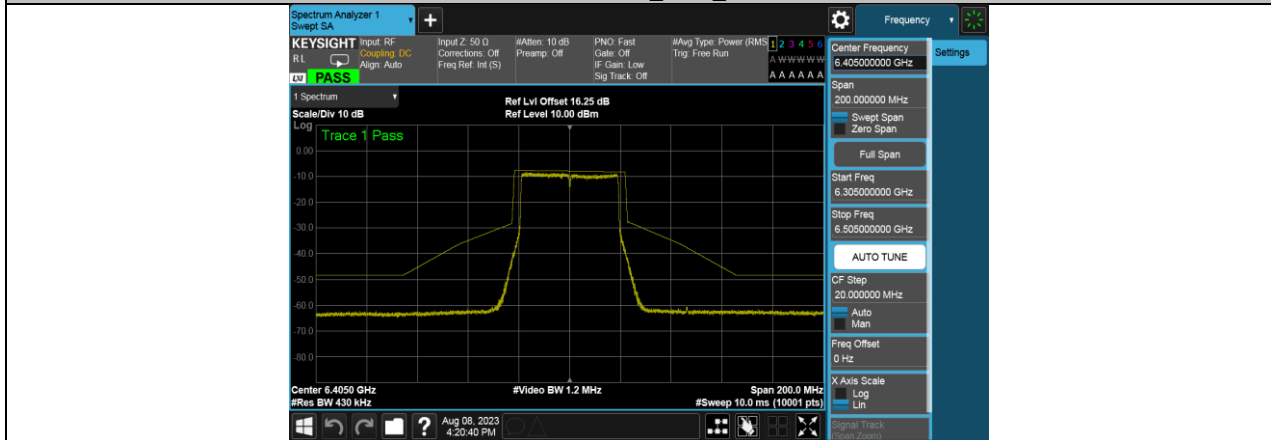 Spectrum Analyzer 1
Swept SA
+
Frequency
KEYSIGHT
RL
LXI
PASS
Input: RF
Coupling: DC
Align: Auto
Input Z: 50 Ω
Corrections: Off
Freq Ref: Int (S)
#Atten: 10 dB
Preamp: Off
PNO: Fast
Gate: Off
IF Gain: Low
Sig Track: Off
#Avg Type: Power (RMS
Trig: Free Run
1 2 3 4 5 6
A W W W W W
A A A A A A
1 Spectrum
Scale/Div 10 dB
Ref Lvl Offset 16.25 dB
Ref Level 10.00 dBm
Log
Trace 1 Pass
0.00
-10.0
-20.0
-30.0
-40.0
-50.0
-60.0
-70.0
-80.0
Center 6.4050 GHz
#Res BW 430 kHz
#Video BW 1.2 MHz
Span 200.0 MHz
#Sweep 10.0 ms (10001 pts)
Center Frequency
6.405000000 GHz
Settings
Span
200.000000 MHz
Swept Span
Zero Span
Full Span
Start Freq
6.305000000 GHz
Stop Freq
6.505000000 GHz
AUTO TUNE
CF Step
20.000000 MHz
Auto
Man
Freq Offset
0 Hz
X Axis Scale
Log
Lin
Signal Track
(Span Zoom)
?
Aug 08, 2023
4:20:40 PM